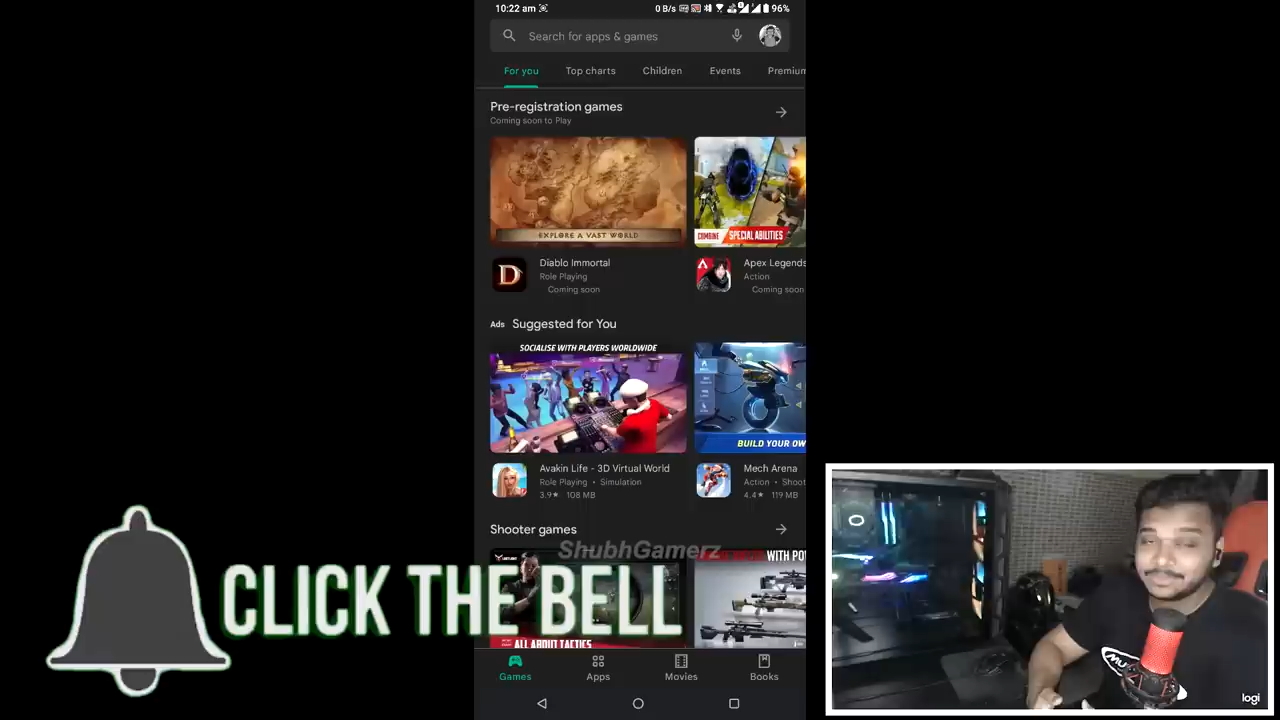 10:22 am
0 B/s
96%
Search for apps & games
For you
Top charts
Children
Events
Premium
Pre-registration games
Coming soon to Play
EXPLORE A VAST WORLD
COMBINE
SPECIAL ABILITIES
Diablo Immortal
Role Playing
Coming soon
Apex Legends
Action
Coming soon
Ads
Suggested for You
SOCIALISE WITH PLAYERS WORLDWIDE
BUILD YOUR OW
Avakin Life - 3D Virtual World
Role Playing • Simulation
3.9★ 108 MB
Mech Arena
Action • Shoot
4.4★ 119 MB
Shooter games
ShubhGamerz
WITH PO
ALL ABOUT TACTICS
CLICK THE BELL
Games
Apps
Movies
Books
logi